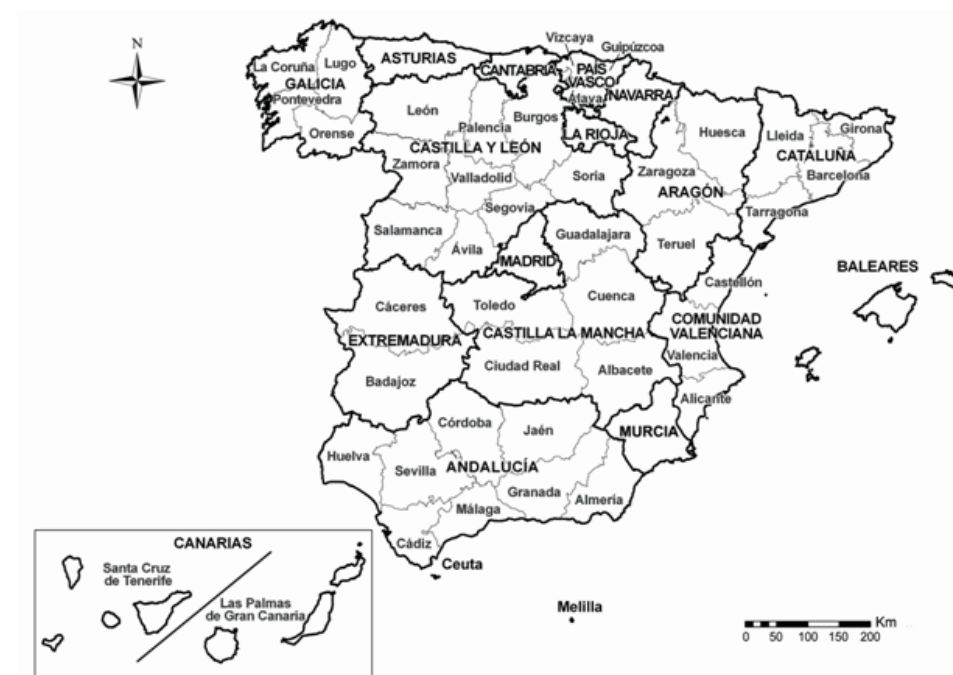 N
Vizcaya
Guipúzcoa
ASTURIAS
CANTABRIA
PAÍS
VASCO
Álava
NAVARRA
La Coruña
Lugo
GALICIA
Pontevedra
Orense
León
Palencia
Burgos
LA RIOJA
CASTILLA Y LEÓN
Zamora
Valladolid
Soria
Segovia
Salamanca
Ávila
Huesca
Zaragoza
ARAGÓN
Teruel
Lleida
Girona
CATALUÑA
Barcelona
Tarragona
MADRID
Guadalajara
BALEARES
Castellón
Cáceres
Toledo
Cuenca
COMUNIDAD
VALENCIANA
EXTREMADURA
CASTILLA LA MANCHA
Valencia
Badajoz
Ciudad Real
Albacete
Alicante
Córdoba
Jaén
MURCIA
Huelva
Sevilla
ANDALUCÍA
Granada
Almería
Málaga
Cádiz
Ceuta
Melilla
CANARIAS
Santa Cruz
de Tenerife
Las Palmas
de Gran Canaria
Km
0 25 50 100 150 200